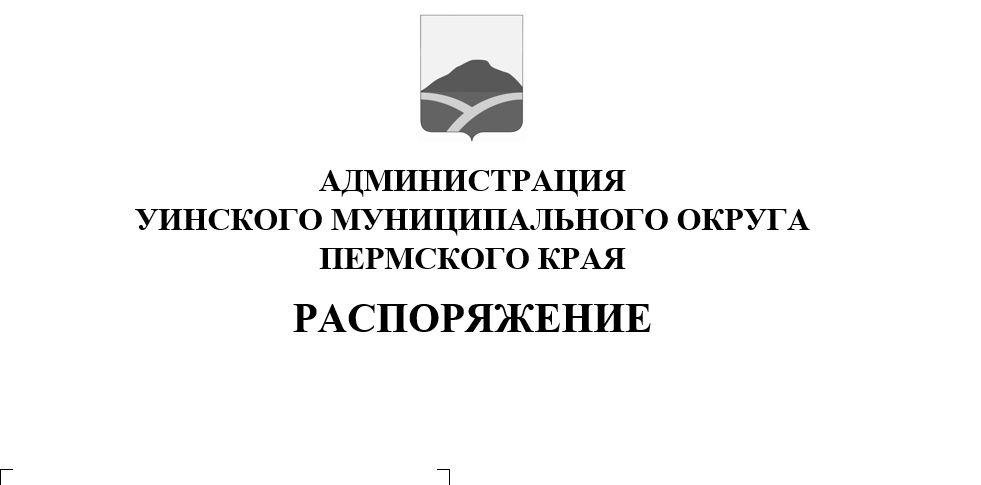 АДМИНИСТРАЦИЯ
УИНСКОГО МУНИЦИПАЛЬНОГО ОКРУГА
ПЕРМСКОГО КРАЯ
РАСПОРЯЖЕНИЕ